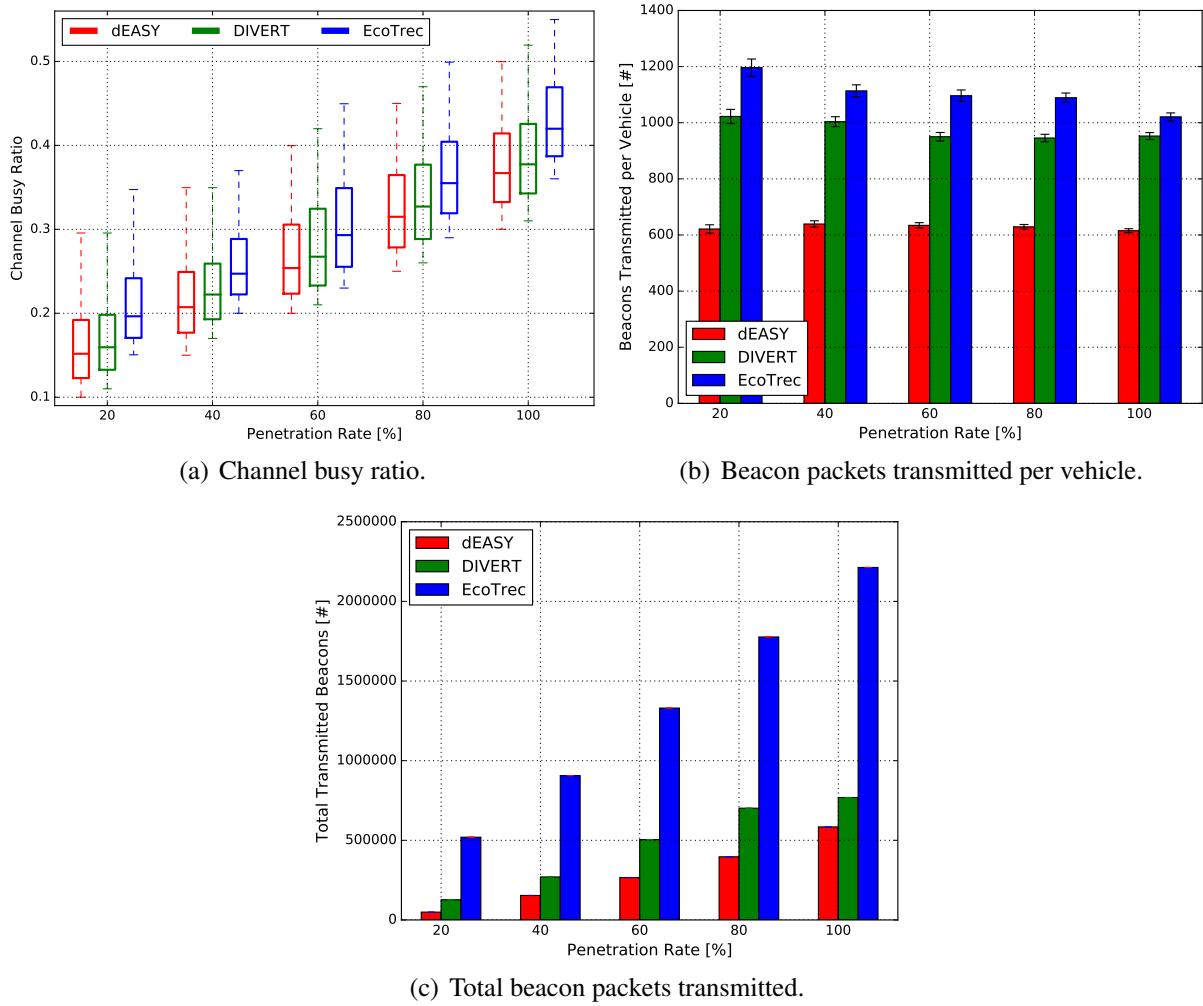 dEASY DIVERT EcoTrec
0.5
0.4
0.3
0.2
0.1
Channel Busy Ratio
20 40 60 80 100
Penetration Rate [%]
(a) Channel busy ratio.
1400
1200
1000
800
600
400
200
0
Beacons Transmitted per Vehicle [#]
dEASY
DIVERT
EcoTrec
20 40 60 80 100
Penetration Rate [%]
(b) Beacon packets transmitted per vehicle.
2500000
2000000
1500000
1000000
500000
0
Total Transmitted Beacons [#]
dEASY
DIVERT
EcoTrec
20 40 60 80 100
Penetration Rate [%]
(c) Total beacon packets transmitted.